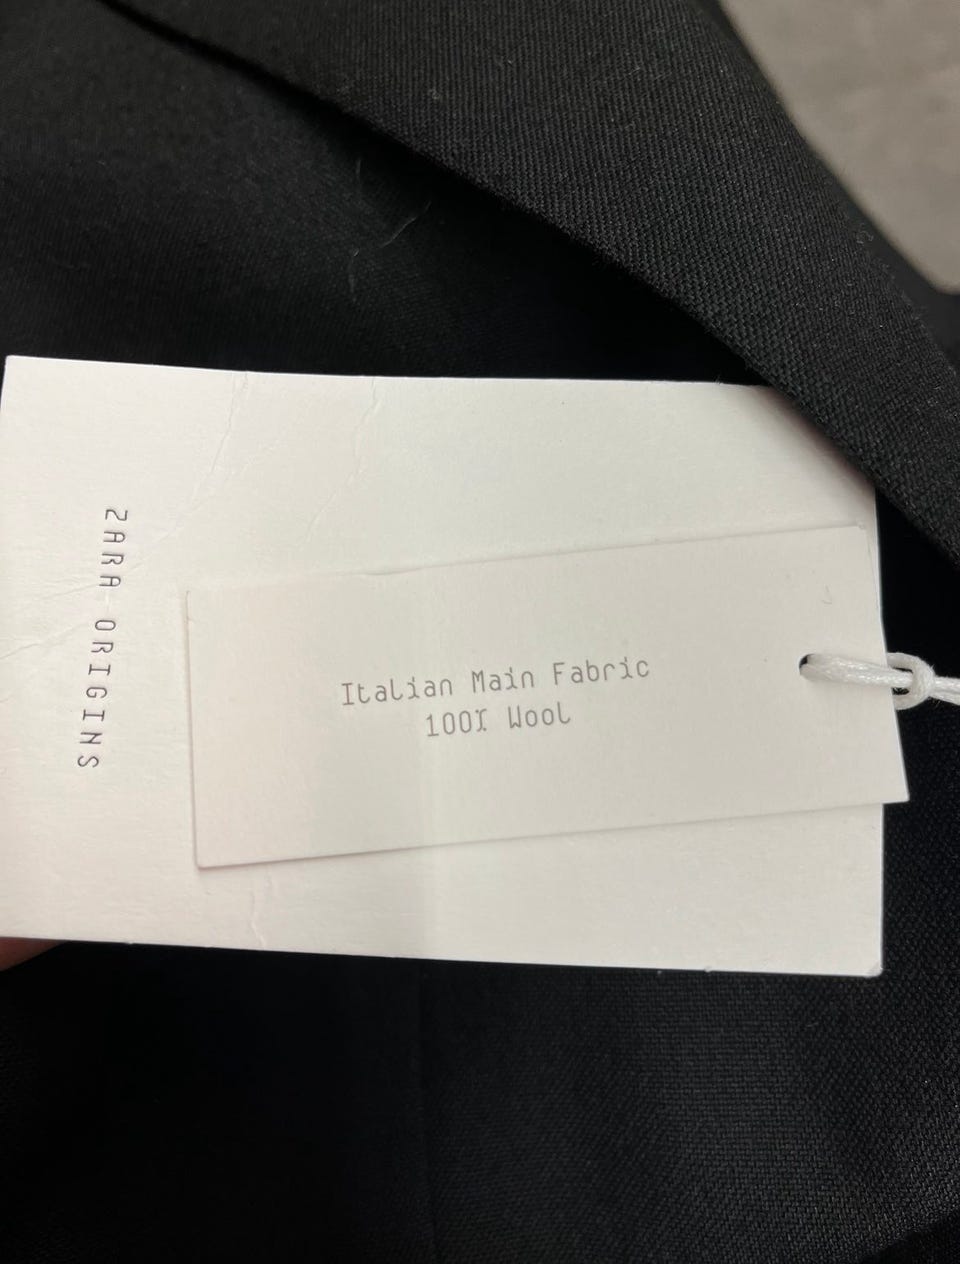 ZARA ORIGINS
Italian Main Fabric
100% Wool